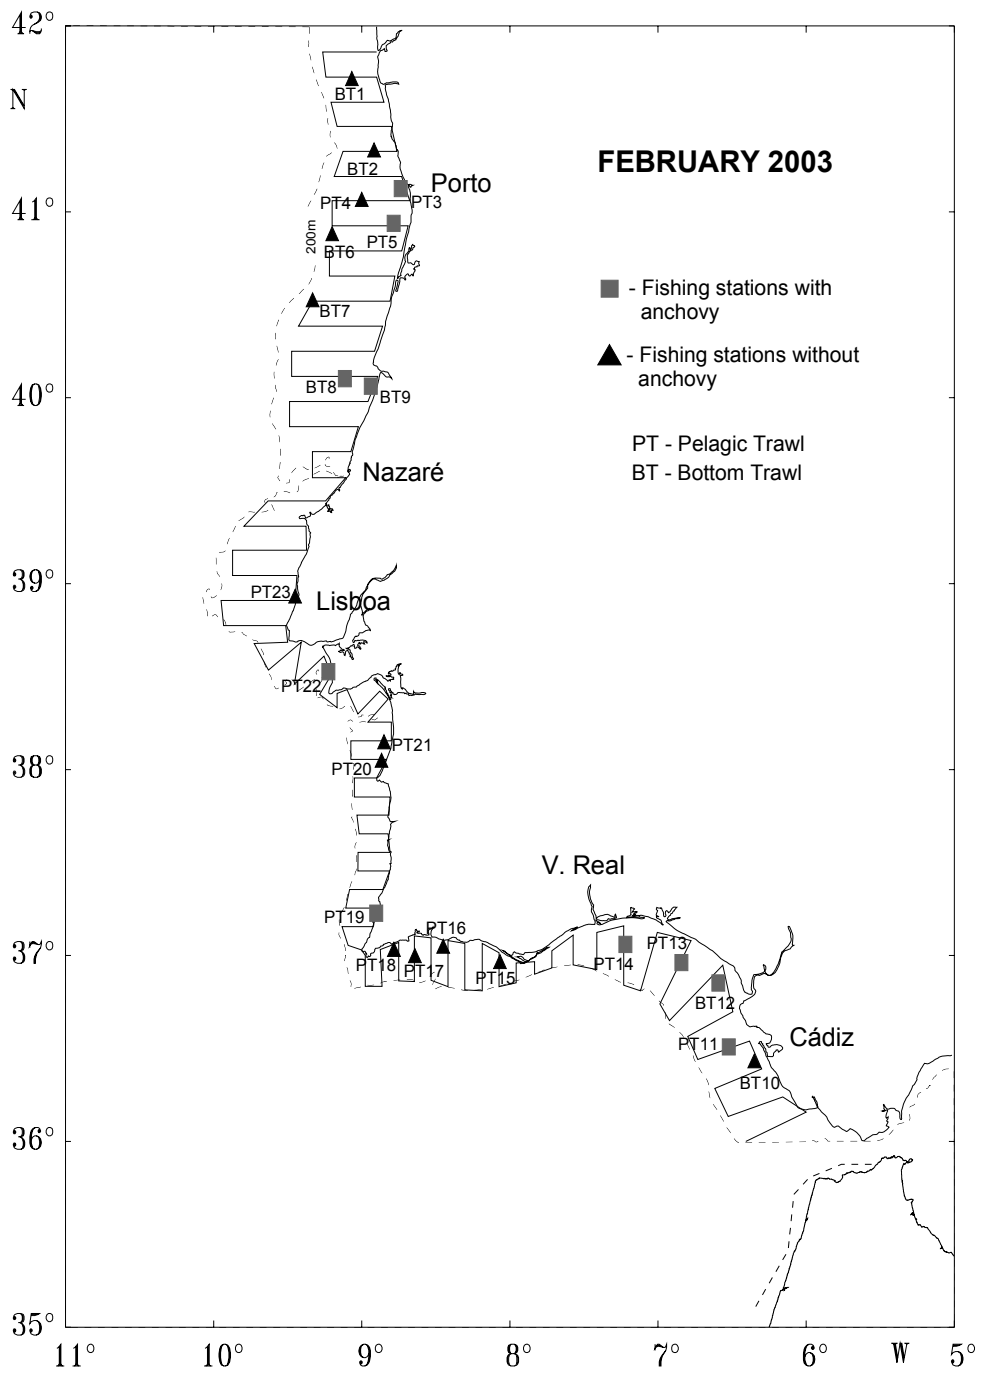 42°
N
BT1
FEBRUARY 2003
BT2
Porto
PT4
PT3
41°
200m
PT5
BT6
- Fishing stations with
anchovy
BT7
- Fishing stations without
anchovy
BT8
BT9
40°
PT - Pelagic Trawl
BT - Bottom Trawl
Nazaré
39°
PT23
Lisboa
PT22
PT21
38°
PT20
V. Real
PT19
PT16
PT13
37°
PT18
PT17
PT15
PT14
BT12
Cádiz
PT11
BT10
36°
35°
11°
10°
9°
8°
7°
6°
W
5°